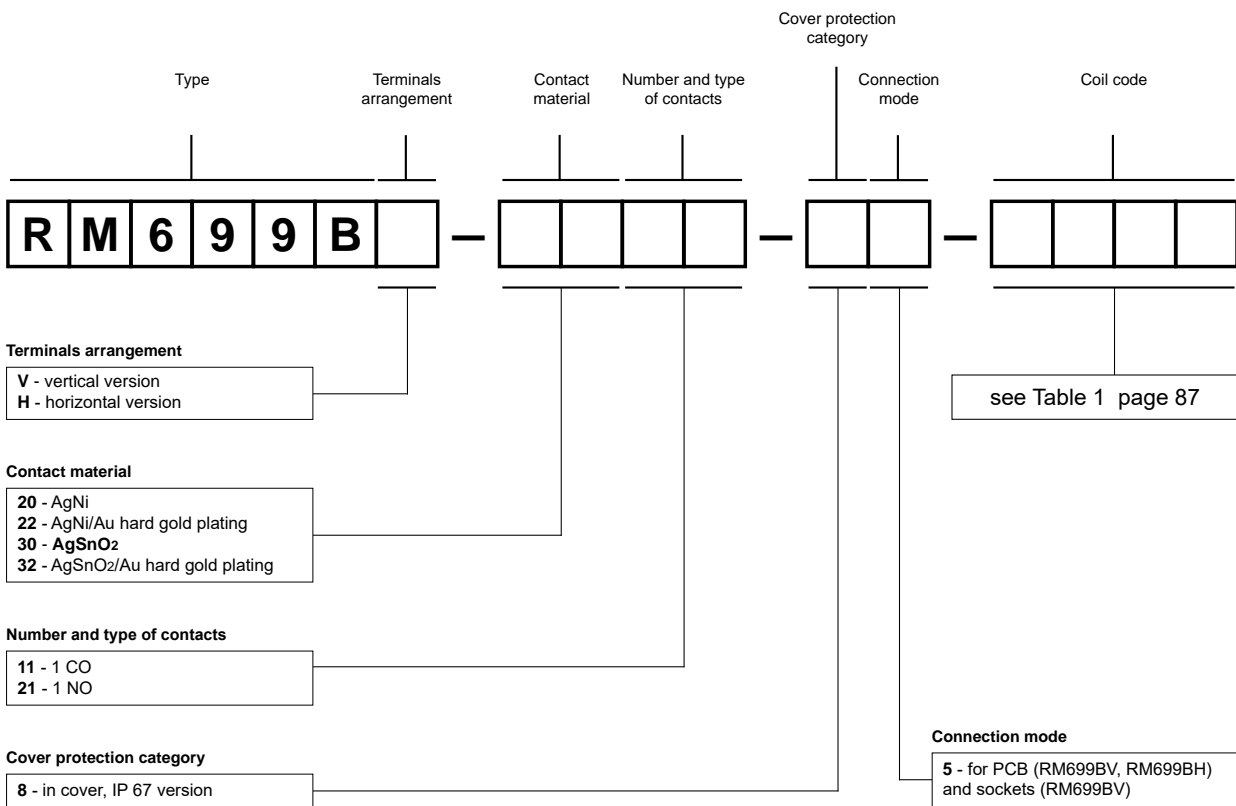 Cover protection
category
Type
Terminals
arrangement
Contact
material
Number and type
of contacts
Connection
mode
Coil code
RM699B - - -
Terminals arrangement
V - vertical version
H - horizontal version
see Table 1 page 87
Contact material
20 - AgNi
22 - AgNi/Au hard gold plating
30 - AgSnO2
32 - AgSnO2/Au hard gold plating
Number and type of contacts
11 - 1 CO
21 - 1 NO
Cover protection category
8 - in cover, IP 67 version
Connection mode
5 - for PCB (RM699BV, RM699BH)
and sockets (RM699BV)